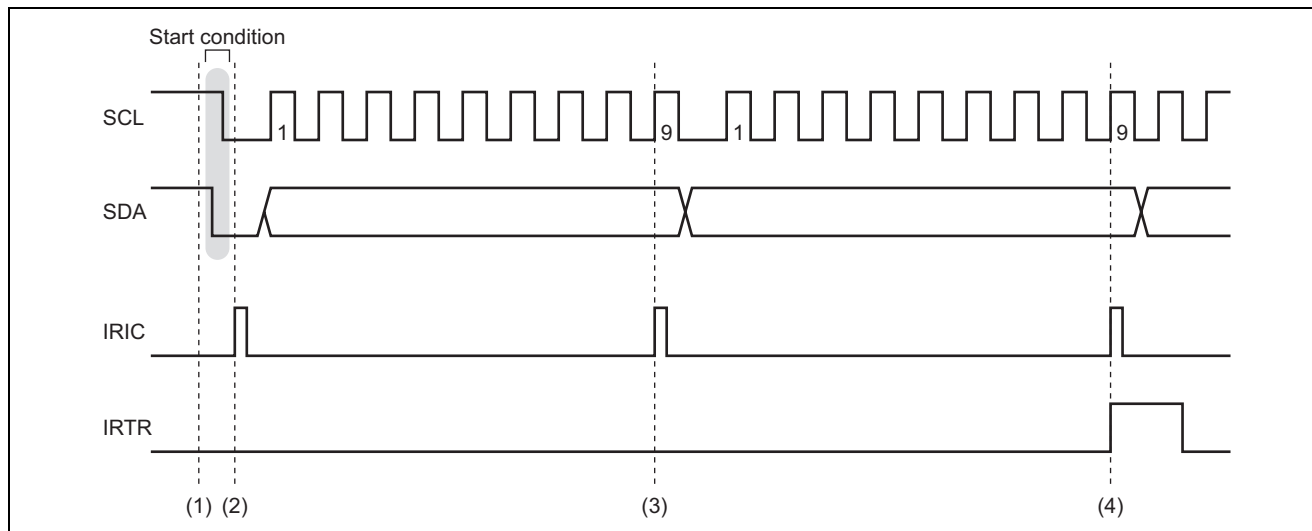 Start condition
SCL
1
9
1
9
SDA
IRIC
IRTR
(1) (2) (3) (4)